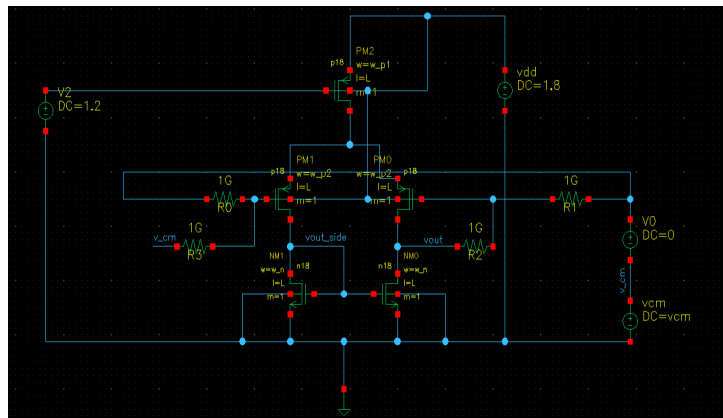 PM2
p18
w=w_p1
l=L
m=1
V2
DC=1.2
vdd
DC=1.8
PM1
PM0
p18
w=w_p2
l=L
m=1
p18
w=w_p2
l=L
m=1
1G
R0
1G
R1
v_cm
1G
R3
vout_side
vout
1G
R2
V0
DC=0
v_cm
NM1
n18
w=w_n
l=L
m=1
n18
NM0
w=w_n
l=L
m=1
vcm
DC=vcm